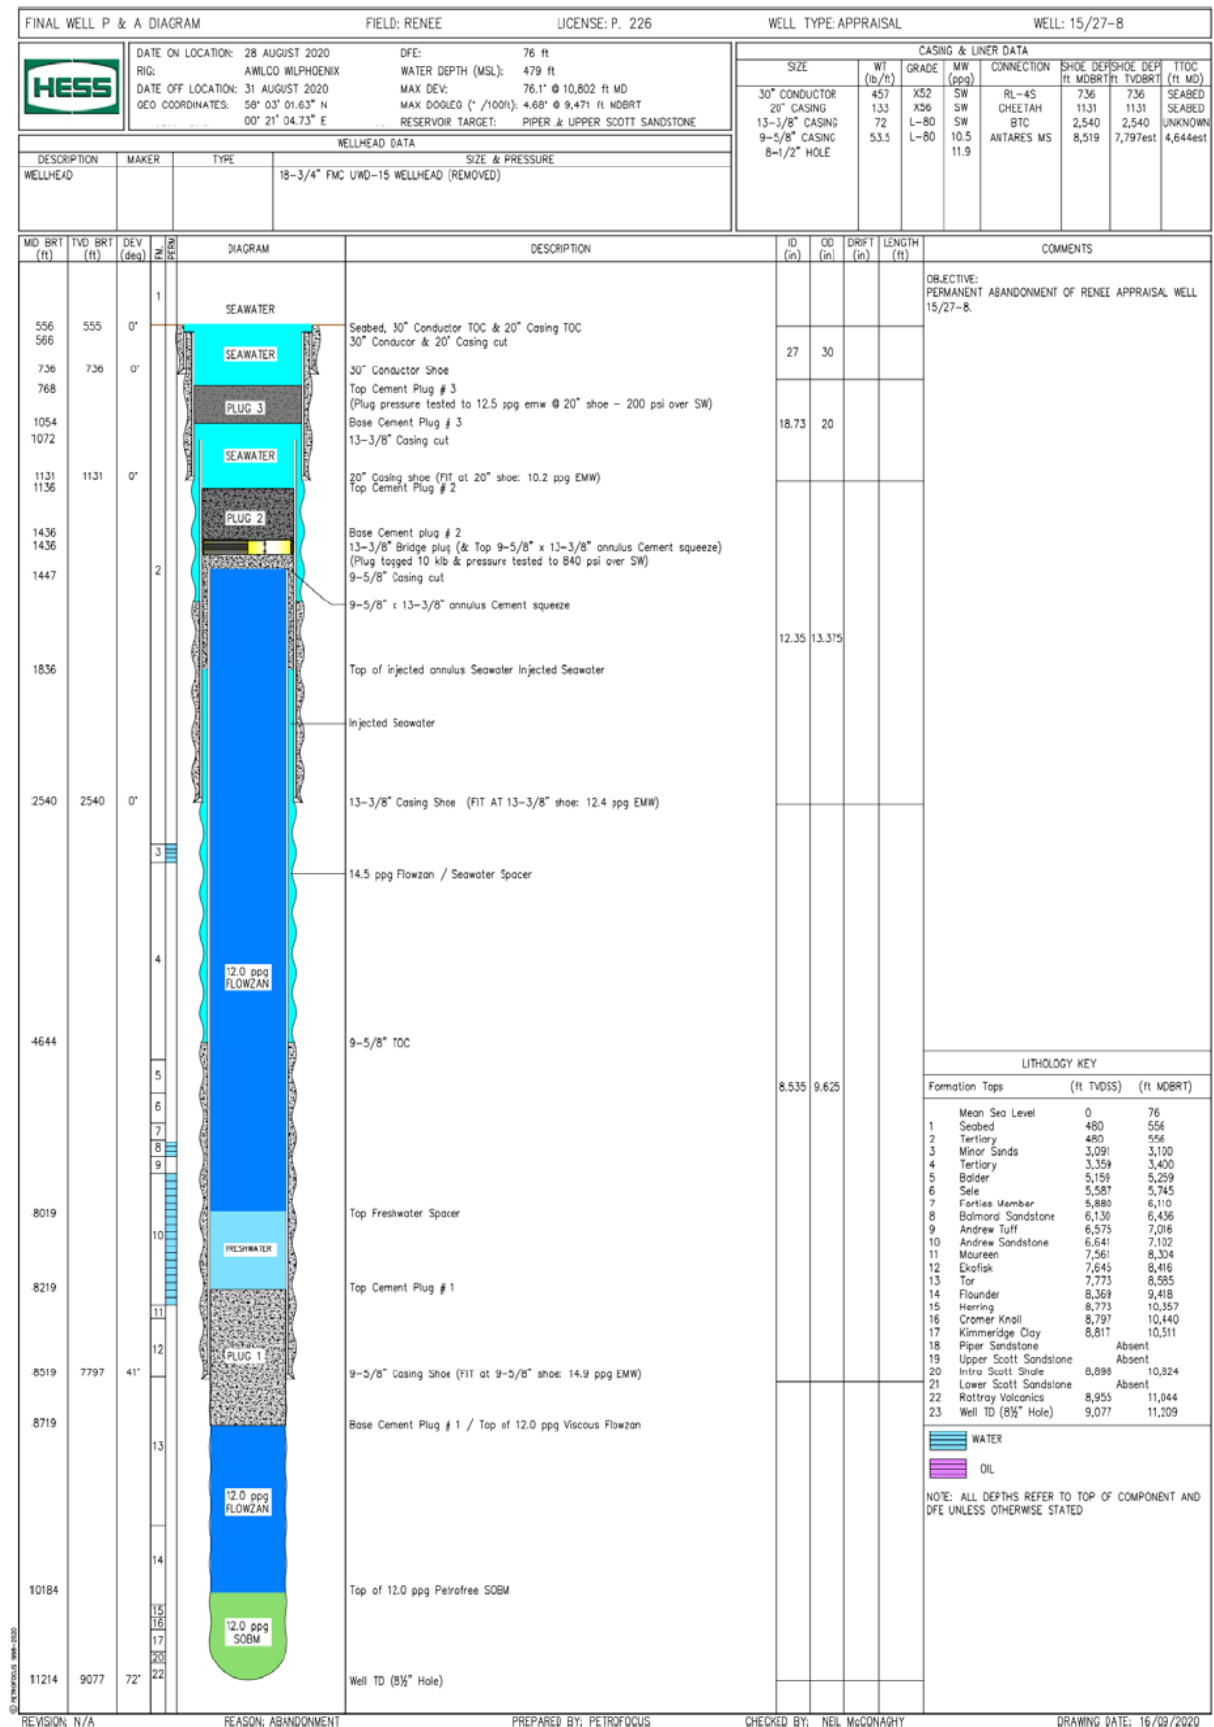 FINAL WELL P & A DIAGRAM FIELD: RENEE LICENSE: P. 226 WELL TYPE: APPRAISAL WELL: 15/27-8
HESS
DATE ON LOCATION: 28 AUGUST 2020 DFE: 76 ft
RIG: AWILCO WILPHOENIX WATER DEPTH (MSL): 479 ft
DATE OFF LOCATION: 31 AUGUST 2020 MAX DEV: 76.1° @ 10,802 ft MD
GEO COORDINATES: 58° 03' 01.63" N MAX DOGLEG (° /100ft): 4.68° @ 9,471 ft MDBRT
00° 21' 04.73" E RESERVOIR TARGET: PIPER & UPPER SCOTT SANDSTONE
CASING & LINER DATA
SIZE WT (lb/ft) GRADE MW (ppg) CONNECTION SHOE DEP ft MDBRT SHOE DEP ft TVDBRT TTOC (ft MD)
30" CONDUCTOR 457 X52 SW RL-4S 736 736 SEABED
20" CASING 133 X56 SW CHEETAH 1131 1131 SEABED
13-3/8" CASING 72 L-80 SW BTC 2,540 2,540 UNKNOWN
9-5/8" CASING 53.5 L-80 10.5 ANTARES MS 8,519 7,797est 4,644est
8-1/2" HOLE 11.9
WELLHEAD DATA
DESCRIPTION MAKER TYPE SIZE & PRESSURE
WELLHEAD 18-3/4" FMC UWD-15 WELLHEAD (REMOVED)
MID BRT (ft) TVD BRT (ft) DEV (deg) FM. PERM DIAGRAM DESCRIPTION ID (in) OD (in) DRIFT (in) LENGTH (ft) COMMENTS
OBJECTIVE:
PERMANENT ABANDONMENT OF RENEE APPRAISAL WELL
15/27-8.
1
SEAWATER
556 555 0° Seabed, 30" Conductor TOC & 20" Casing TOC
566 30" Conducor & 20" Casing cut
SEAWATER
27 30
736 736 0° 30" Conductor Shoe
768 Top Cement Plug # 3
(Plug pressure tested to 12.5 ppg emw @ 20" shoe - 200 psi over SW)
PLUG 3
1054 Base Cement Plug # 3
18.73 20
1072 13-3/8" Casing cut
SEAWATER
1131 1131 0° 20" Casing shoe (FIT at 20" shoe: 10.2 ppg EMW)
1136 Top Cement Plug # 2
PLUG 2
1436 Base Cement plug # 2
1436 13-3/8" Bridge plug (& Top 9-5/8" x 13-3/8" annulus Cement squeeze)
(Plug tagged 10 klb & pressure tested to 840 psi over SW)
1447 9-5/8" Casing cut
2
9-5/8" x 13-3/8" annulus Cement squeeze
12.35 13.375
1836 Top of injected annulus Seawater Injected Seawater
Injected Seawater
2540 2540 0° 13-3/8" Casing Shoe (FIT AT 13-3/8" shoe: 12.4 ppg EMW)
3
14.5 ppg Flowzan / Seawater Spacer
4
12.0 ppg
FLOWZAN
4644 9-5/8" TOC
5
8.535 9.625
6
7
8
9
8019 Top Freshwater Spacer
10
FRESHWATER
8219 Top Cement Plug # 1
11
12
PLUG 1
8519 7797 41° 9-5/8" Casing Shoe (FIT at 9-5/8" shoe: 14.9 ppg EMW)
8719 Base Cement Plug # 1 / Top of 12.0 ppg Viscous Flowzan
13
12.0 ppg
FLOWZAN
14
10184 Top of 12.0 ppg Petrofree SOBM
15
16
12.0 ppg
SOBM
17
20
22
11214 9077 72° Well TD (8½" Hole)
LITHOLOGY KEY
Formation Tops (ft TVDSS) (ft MDBRT)
Mean Sea Level 0 76
1 Seabed 480 556
2 Tertiary 480 556
3 Minor Sands 3,091 3,100
4 Tertiary 3,359 3,400
5 Balder 5,159 5,259
6 Sele 5,587 5,745
7 Forties Member 5,880 6,110
8 Balmoral Sandstone 6,130 6,436
9 Andrew Tuff 6,575 7,016
10 Andrew Sandstone 6,641 7,102
11 Maureen 7,561 8,304
12 Ekofisk 7,645 8,416
13 Tor 7,773 8,585
14 Flounder 8,369 9,418
15 Herring 8,773 10,357
16 Cromer Knoll 8,797 10,440
17 Kimmeridge Clay 8,817 10,511
18 Piper Sandstone Absent
19 Upper Scott Sandstone Absent
20 Intra Scott Shale 8,898 10,824
21 Lower Scott Sandstone Absent
22 Rattray Volcanics 8,955 11,044
23 Well TD (8½" Hole) 9,077 11,209
WATER
OIL
NOTE: ALL DEPTHS REFER TO TOP OF COMPONENT AND
DFE UNLESS OTHERWISE STATED
© PETROFOCUS 1998-2020
REVISION: N/A REASON: ABANDONMENT PREPARED BY: PETROFOCUS CHECKED BY: NEIL McCONAGHY DRAWING DATE: 16/09/2020